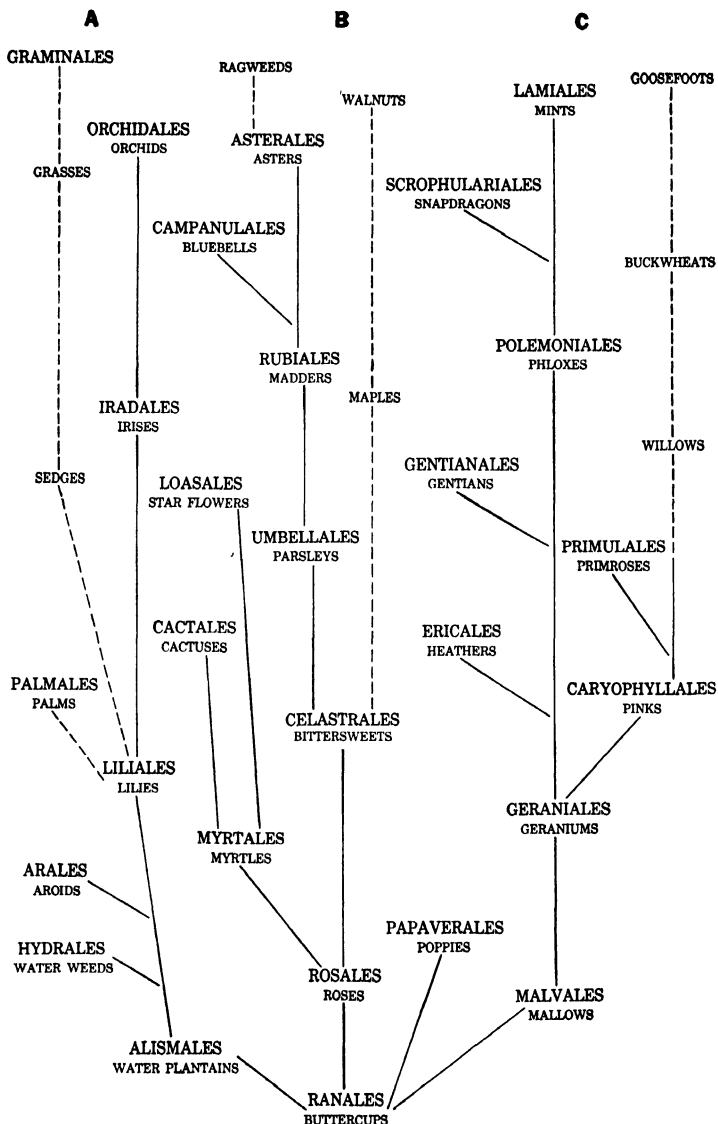 A
B
C
GRAMINALES
GRASSES
SEDGES
ORCHIDALES
ORCHIDS
IRADALES
IRISES
PALMALES
PALMS
LILIALES
LILIES
ARALES
AROIDS
HYDRALES
WATER WEEDS
ALISMALES
WATER PLANTAINS
RAGWEEDS
ASTERALES
ASTERS
WALNUTS
CAMPANULALES
BLUEBELLS
RUBIALES
MADDERS
MAPLES
LOASALES
STAR FLOWERS
UMBELLALES
PARSLEYS
CACTALES
CACTUSES
CELASTRALES
BITTERSWEETS
MYRTALES
MYRTLES
ROSALES
ROSES
PAPAVERALES
POPPIES
RANALES
BUTTERCUPS
LAMIALES
MINTS
GOOSEFOOTS
SCROPHULARIALES
SNAPDRAGONS
BUCKWHEATS
POLEMONIALES
PHLOXES
WILLOWS
GENTIANALES
GENTIANS
PRIMULALES
PRIMROSES
ERICALES
HEATHERS
CARYOPHYLLALES
PINKS
GERANIALES
GERANIUMS
MALVALES
MALLOWS